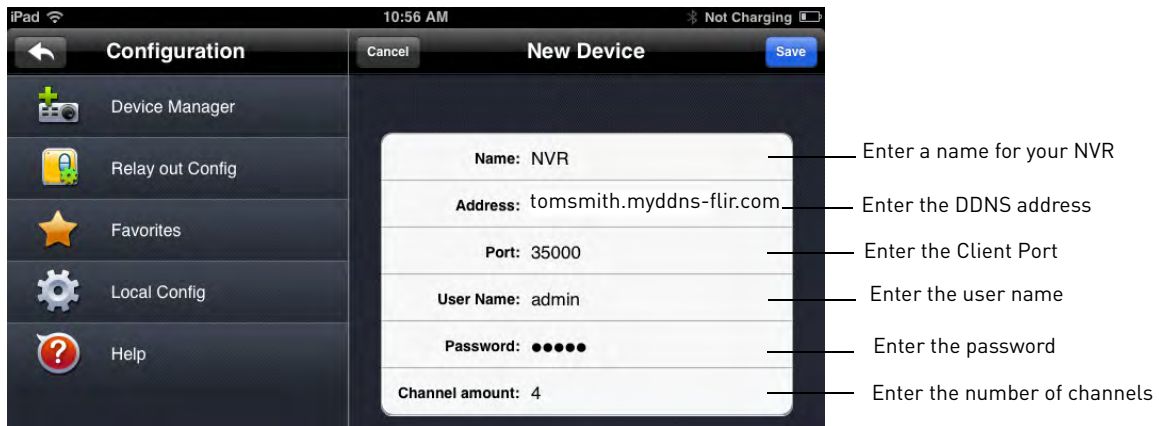 iPad 10:56 AM Not Charging
Configuration Cancel New Device Save
Device Manager
Relay out Config
Favorites
Local Config
Help
Name: NVR Enter a name for your NVR
Address: tomsmith.myddns-flir.com Enter the DDNS address
Port: 35000 Enter the Client Port
User Name: admin Enter the user name
Password: ●●●●● Enter the password
Channel amount: 4 Enter the number of channels